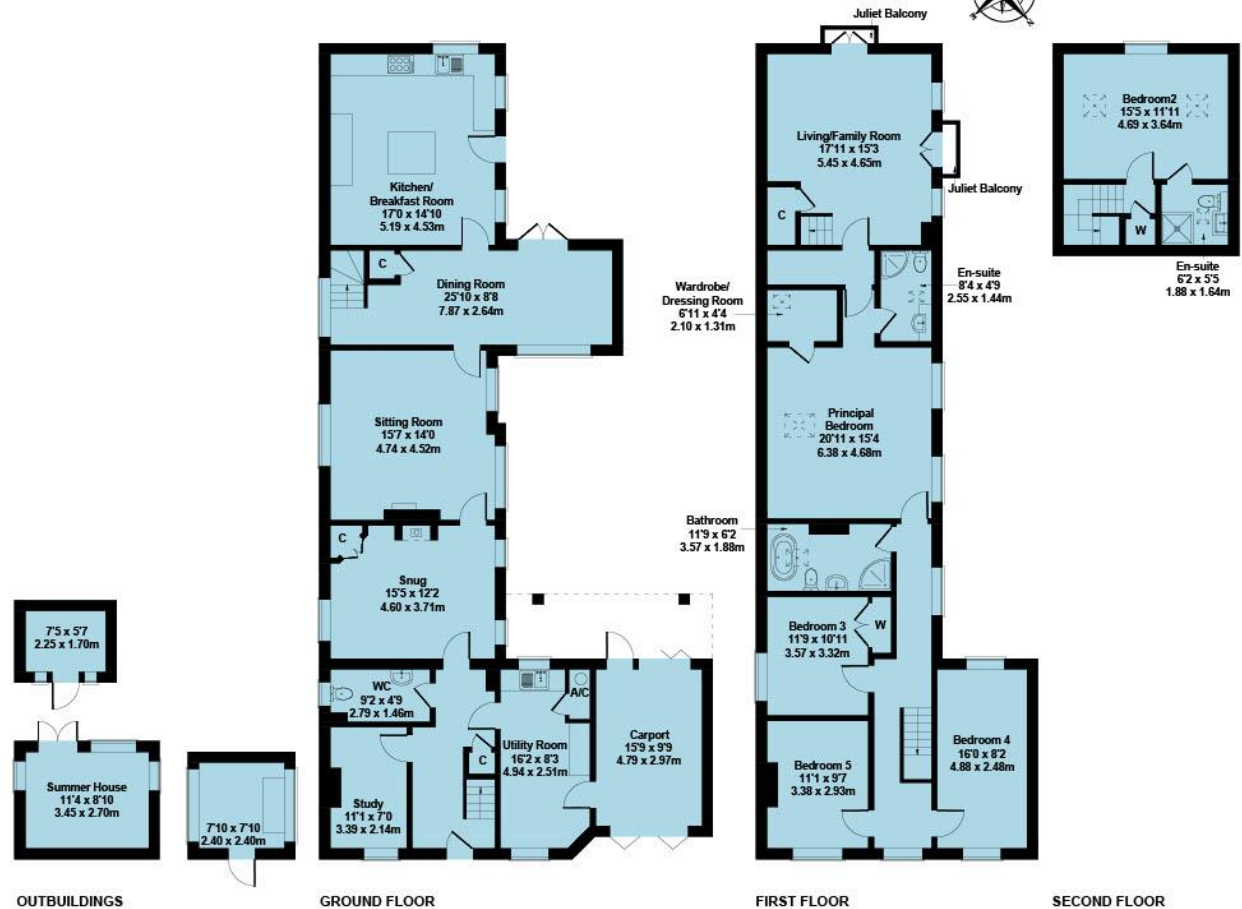 Juliet Balcony
Kitchen/
Breakfast Room
17'0 x 14'10
5.19 x 4.53m
C
Dining Room
25'10 x 8'8
7.87 x 2.64m
Sitting Room
15'7 x 14'0
4.74 x 4.52m
C
Snug
15'5 x 12'2
4.60 x 3.71m
WC
9'2 x 4'9
2.79 x 1.46m
A/C
Utility Room
16'2 x 8'3
4.94 x 2.51m
C
Carport
15'9 x 9'9
4.79 x 2.97m
Study
11'1 x 7'0
3.39 x 2.14m
7'5 x 5'7
2.25 x 1.70m
Summer House
11'4 x 8'10
3.45 x 2.70m
7'10 x 7'10
2.40 x 2.40m
Living/Family Room
17'11 x 15'3
5.45 x 4.65m
Juliet Balcony
C
Wardrobe/
Dressing Room
6'11 x 4'4
2.10 x 1.31m
En-suite
8'4 x 4'9
2.55 x 1.44m
Principal
Bedroom
20'11 x 15'4
6.38 x 4.68m
Bathroom
11'9 x 6'2
3.57 x 1.88m
Bedroom 3
11'9 x 10'11
3.57 x 3.32m
W
Bedroom 4
16'0 x 8'2
4.88 x 2.48m
Bedroom 5
11'1 x 9'7
3.38 x 2.93m
Bedroom2
15'5 x 11'11
4.69 x 3.64m
W
En-suite
6'2 x 5'5
1.88 x 1.64m
OUTBUILDINGS
GROUND FLOOR
FIRST FLOOR
SECOND FLOOR